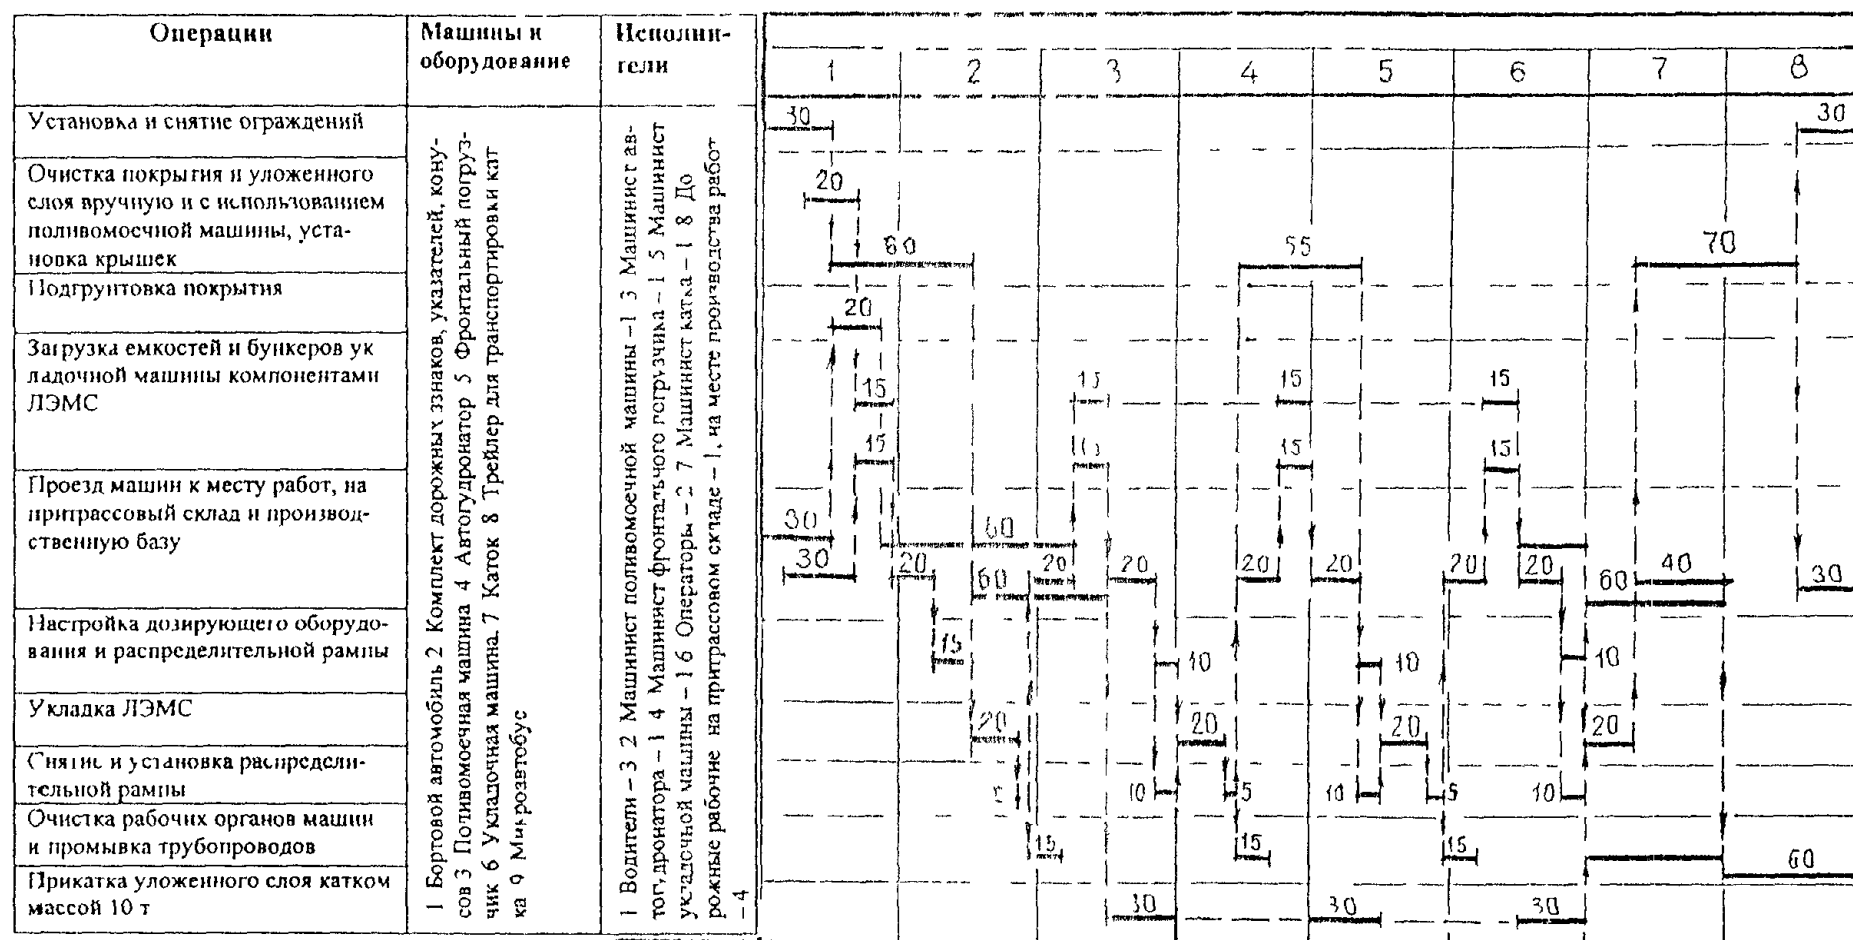 Операции
Машины и
оборудование
Исполни-
тели
1 2 3 4 5 6 7 8
Установка и снятие ограждений
Очистка покрытия и уложенного
слоя вручную и с использованием
поливомоечной машины, уста-
новка крышек
Подгрунтовка покрытия
Загрузка емкостей и бункеров ук
ладочной машины компонентами
ЛЭМС
Проезд машин к месту работ, на
притрассовый склад и производ-
ственную базу
Настройка дозирующего оборудо-
вания и распределительной рампы
Укладка ЛЭМС
Снятие и установка распредели-
тельной рампы
Очистка рабочих органов машин
и промывка трубопроводов
Прикатка уложенного слоя катком
массой 10 т
1 Бортовой автомобиль 2 Комплект дорожных ззнаков, указателей, кону-
сов 3 Поливомоечная машина 4 Автогудронатор 5 Фронтальный погруз-
чик 6 Укладочная машина. 7 Каток 8 Трейлер для транспортировки кат
ка 9 Микроавтобус
1 Водители – 3 2 Машинист поливомоечной машины –1 3 Машинист ав-
тогудронатора – 1 4 Машинист фронтального погрузчика – 1 5 Машинист
укладочной машины – 1 6 Операторы – 2 7 Машинист катка – 1 8 До
рожные рабочие на притрассовом складе – 1, на месте производства работ
– 4
30 30
20
60 55 70
20
15 15 15 15
15 15 15
30 60
30 20 20 20 20 20 20 20 40
60 60 30
15 10 10 10
20 20 20 20
10 5 10 5 10
15 15 15
60
30 30 30